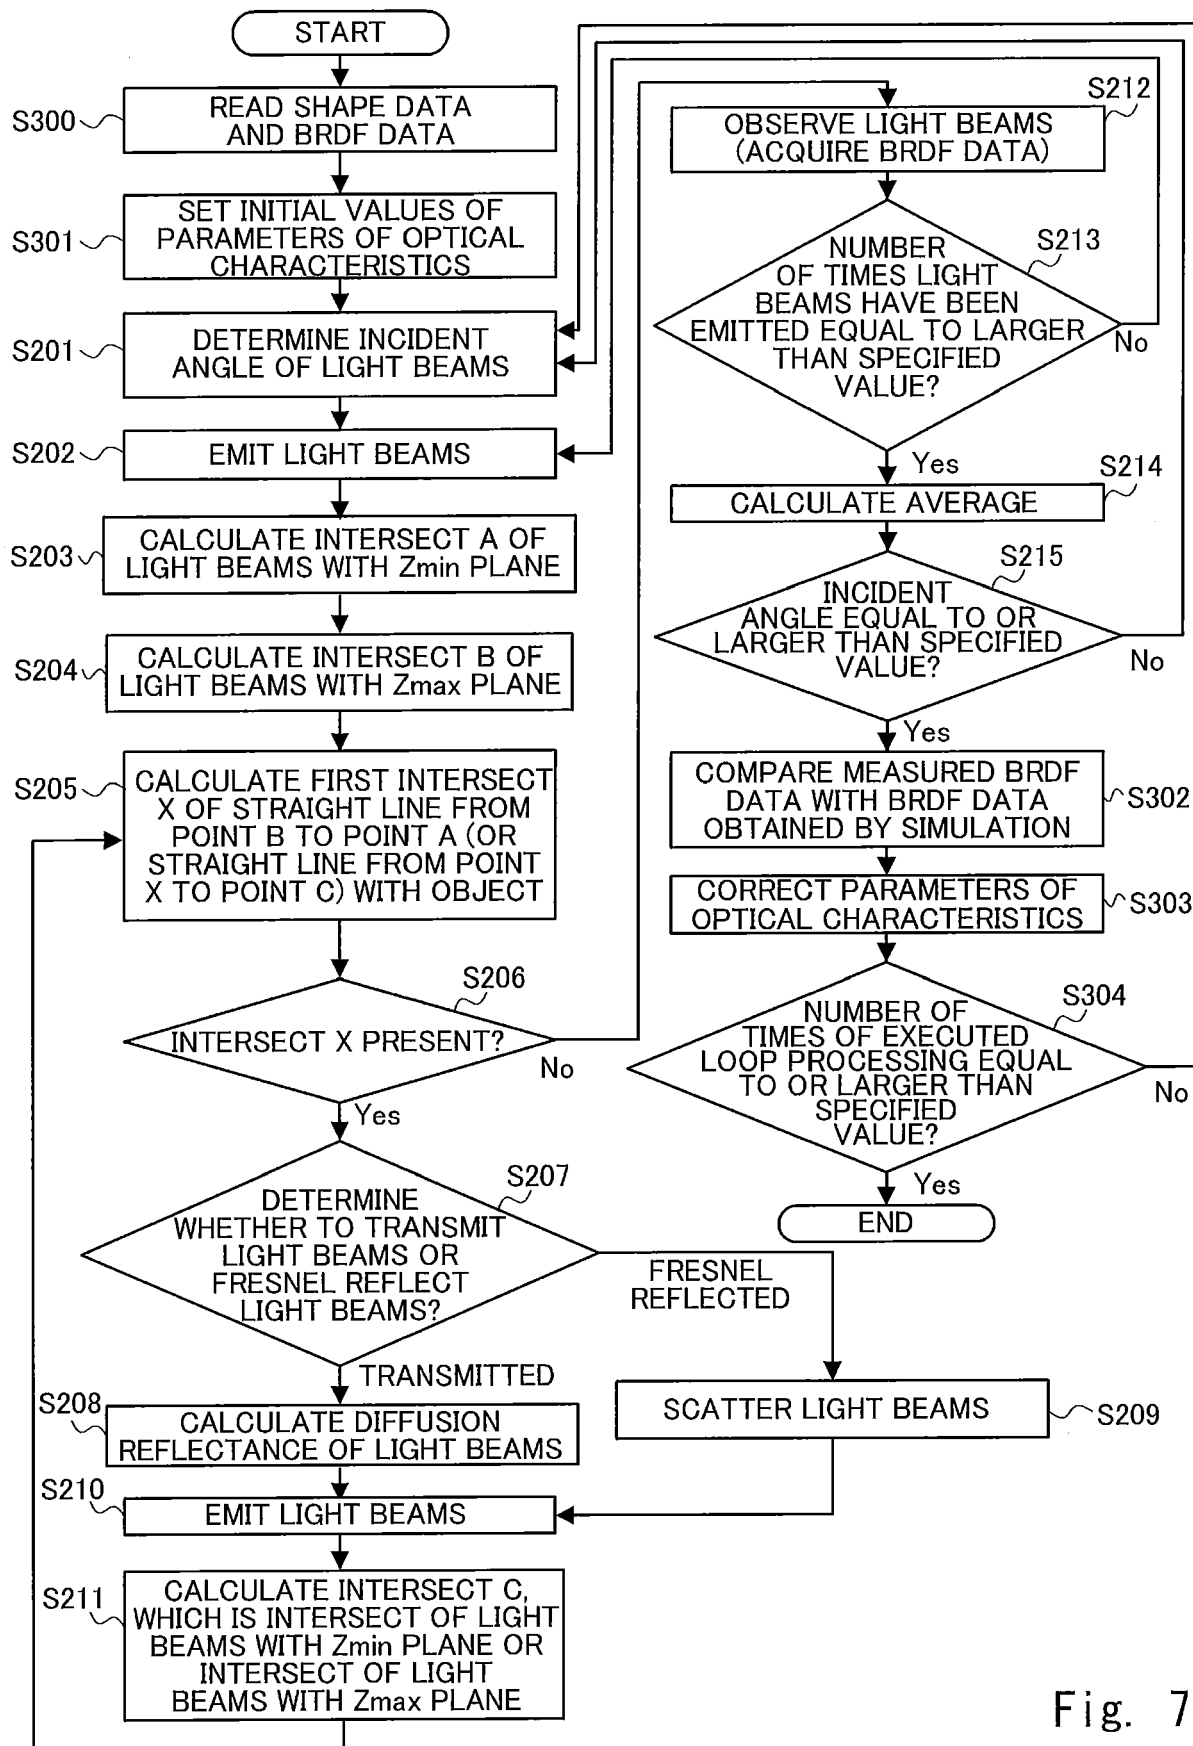 START
S300
READ SHAPE DATA
AND BRDF DATA
S301
SET INITIAL VALUES OF
PARAMETERS OF OPTICAL
CHARACTERISTICS
S201
DETERMINE INCIDENT
ANGLE OF LIGHT BEAMS
S202
EMIT LIGHT BEAMS
S203
CALCULATE INTERSECT A OF
LIGHT BEAMS WITH Zmin PLANE
S204
CALCULATE INTERSECT B OF
LIGHT BEAMS WITH Zmax PLANE
S205
CALCULATE FIRST INTERSECT
X OF STRAIGHT LINE FROM
POINT B TO POINT A (OR
STRAIGHT LINE FROM POINT
X TO POINT C) WITH OBJECT
S206
INTERSECT X PRESENT?
No
Yes
S207
DETERMINE
WHETHER TO TRANSMIT
LIGHT BEAMS OR
FRESNEL REFLECT
LIGHT BEAMS?
FRESNEL
REFLECTED
TRANSMITTED
S208
CALCULATE DIFFUSION
REFLECTANCE OF LIGHT BEAMS
SCATTER LIGHT BEAMS
S209
S210
EMIT LIGHT BEAMS
S211
CALCULATE INTERSECT C,
WHICH IS INTERSECT OF LIGHT
BEAMS WITH Zmin PLANE OR
INTERSECT OF LIGHT
BEAMS WITH Zmax PLANE
S212
OBSERVE LIGHT BEAMS
(ACQUIRE BRDF DATA)
S213
NUMBER
OF TIMES LIGHT
BEAMS HAVE BEEN
EMITTED EQUAL TO LARGER
THAN SPECIFIED
VALUE?
No
Yes
S214
CALCULATE AVERAGE
S215
INCIDENT
ANGLE EQUAL TO OR
LARGER THAN SPECIFIED
VALUE?
No
Yes
COMPARE MEASURED BRDF
DATA WITH BRDF DATA
OBTAINED BY SIMULATION
S302
CORRECT PARAMETERS OF
OPTICAL CHARACTERISTICS
S303
S304
NUMBER OF
TIMES OF EXECUTED
LOOP PROCESSING EQUAL
TO OR LARGER THAN
SPECIFIED
VALUE?
No
Yes
END
Fig. 7